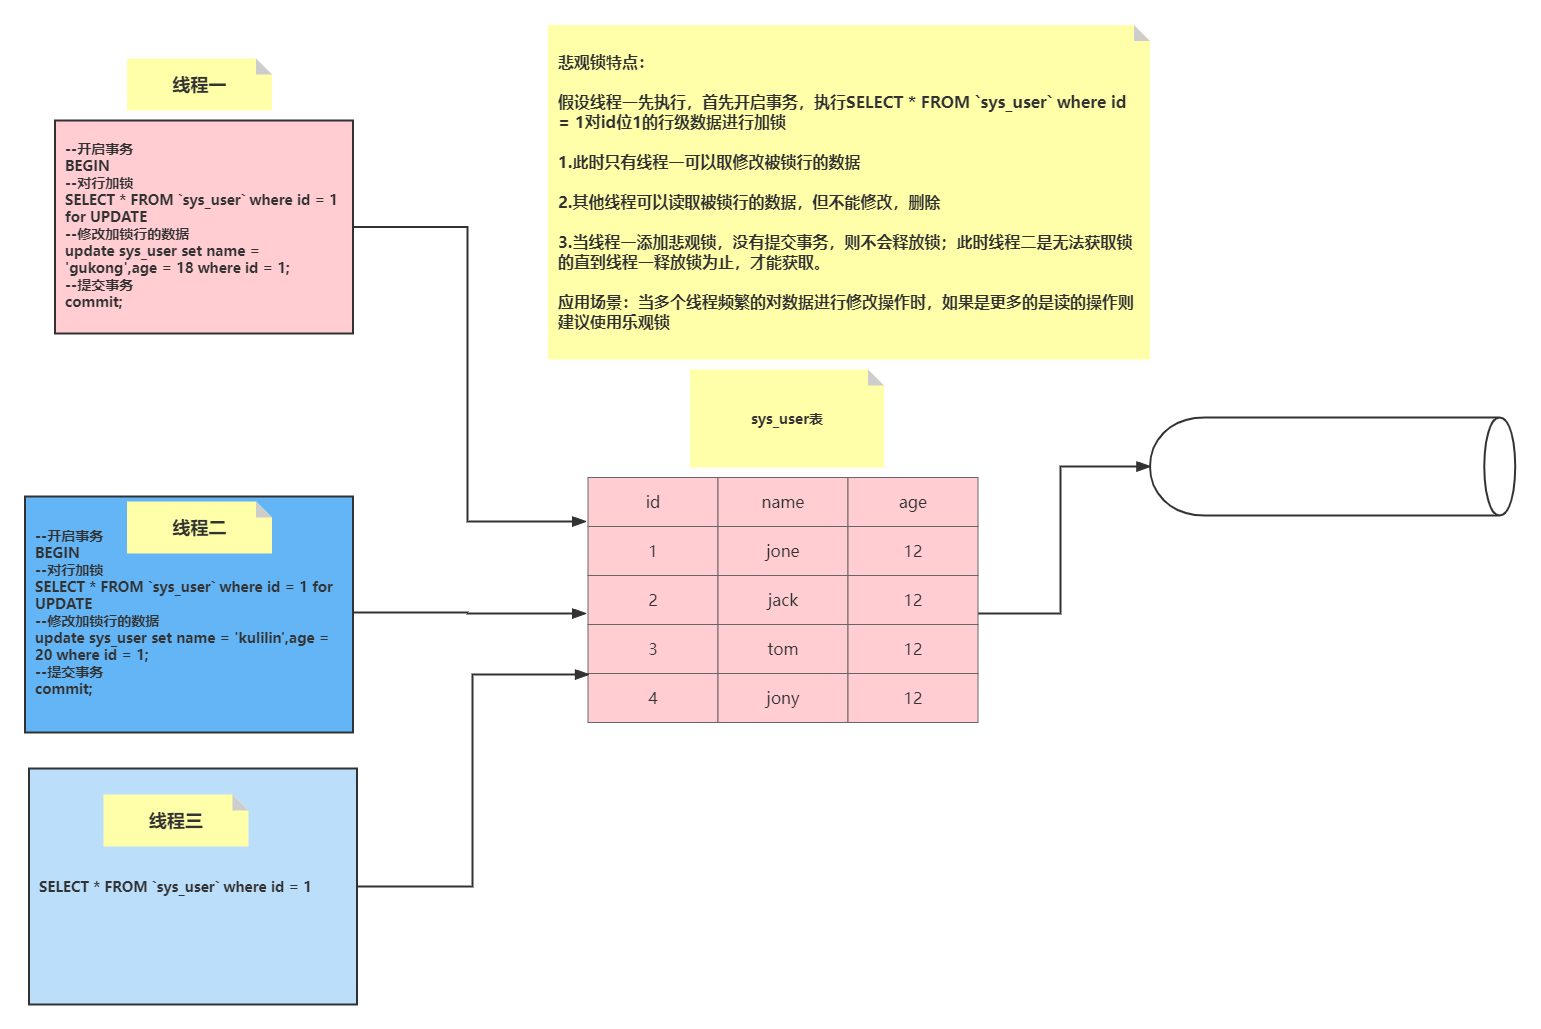 线程一
--开启事务
BEGIN
--对行加锁
SELECT * FROM `sys_user` where id = 1
for UPDATE
--修改加锁行的数据
update sys_user set name =
'gukong',age = 18 where id = 1;
--提交事务
commit;
悲观锁特点：
假设线程一先执行，首先开启事务，执行SELECT * FROM `sys_user` where id
= 1对id位1的行级数据进行加锁
1.此时只有线程一可以取修改被锁行的数据
2.其他线程可以读取被锁行的数据，但不能修改，删除
3.当线程一添加悲观锁，没有提交事务，则不会释放锁；此时线程二是无法获取锁
的直到线程一释放锁为止，才能获取。
应用场景：当多个线程频繁的对数据进行修改操作时，如果是更多的是读的操作则
建议使用乐观锁
sys_user表
id name age
1 jone 12
2 jack 12
3 tom 12
4 jony 12
线程二
--开启事务
BEGIN
--对行加锁
SELECT * FROM `sys_user` where id = 1 for
UPDATE
--修改加锁行的数据
update sys_user set name = 'kulilin',age =
20 where id = 1;
--提交事务
commit;
线程三
SELECT * FROM `sys_user` where id = 1